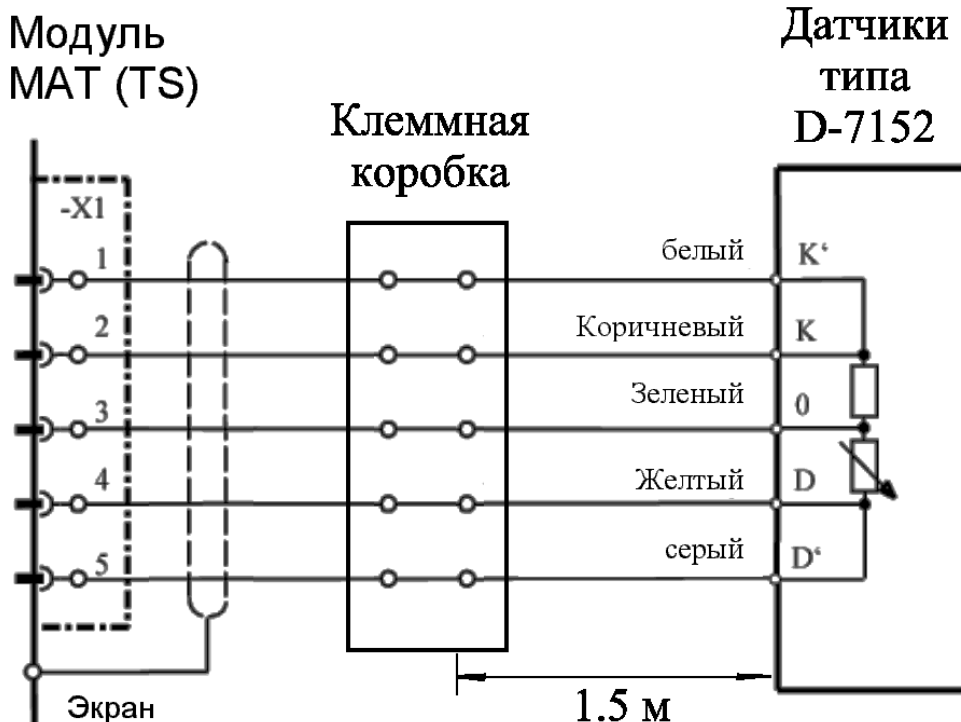 Модуль
MAT (TS)
Датчики
типа
D-7152
Клеммная
коробка
-X1
1
белый
K‘
2
Коричневый
K
3
Зеленый
0
4
Желтый
D
5
серый
D‘
Экран
1.5 м